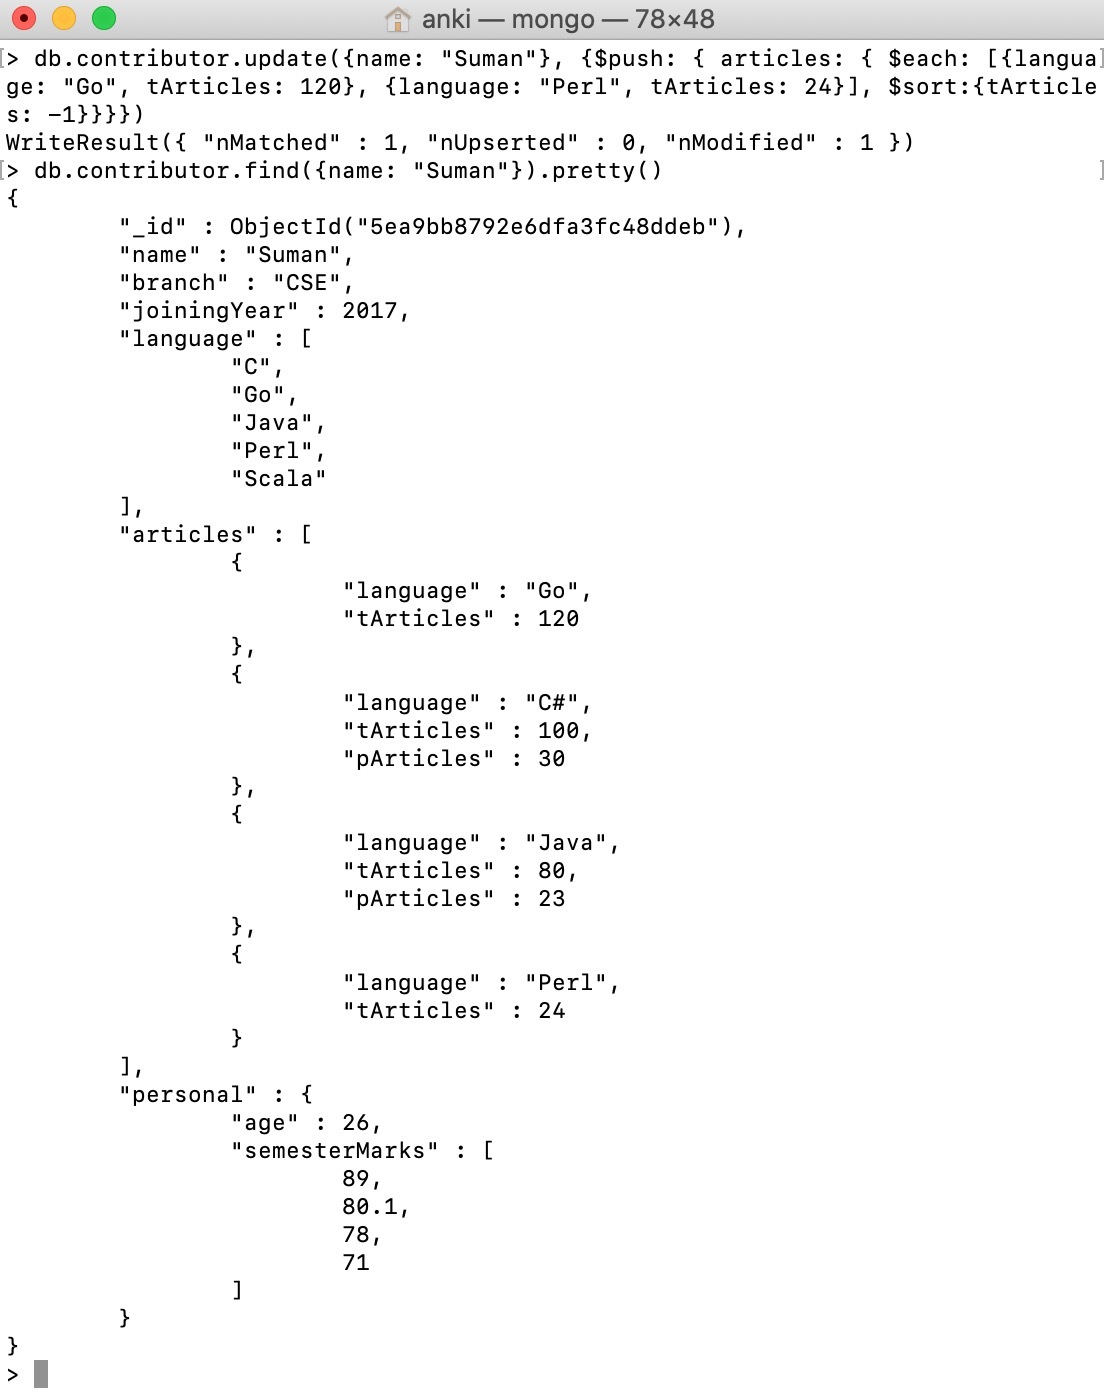 anki — mongo — 78×48
[> db.contributor.update({name: "Suman"}, {$push: { articles: { $each: [{langua]
ge: "Go", tArticles: 120}, {language: "Perl", tArticles: 24}], $sort:{tArticle
s: -1}}}})
WriteResult({ "nMatched" : 1, "nUpserted" : 0, "nModified" : 1 })
[> db.contributor.find({name: "Suman"}).pretty() ]
{
"_id" : ObjectId("5ea9bb8792e6dfa3fc48ddeb"),
"name" : "Suman",
"branch" : "CSE",
"joiningYear" : 2017,
"language" : [
"C",
"Go",
"Java",
"Perl",
"Scala"
],
"articles" : [
{
"language" : "Go",
"tArticles" : 120
},
{
"language" : "C#",
"tArticles" : 100,
"pArticles" : 30
},
{
"language" : "Java",
"tArticles" : 80,
"pArticles" : 23
},
{
"language" : "Perl",
"tArticles" : 24
}
],
"personal" : {
"age" : 26,
"semesterMarks" : [
89,
80.1,
78,
71
]
}
}
>